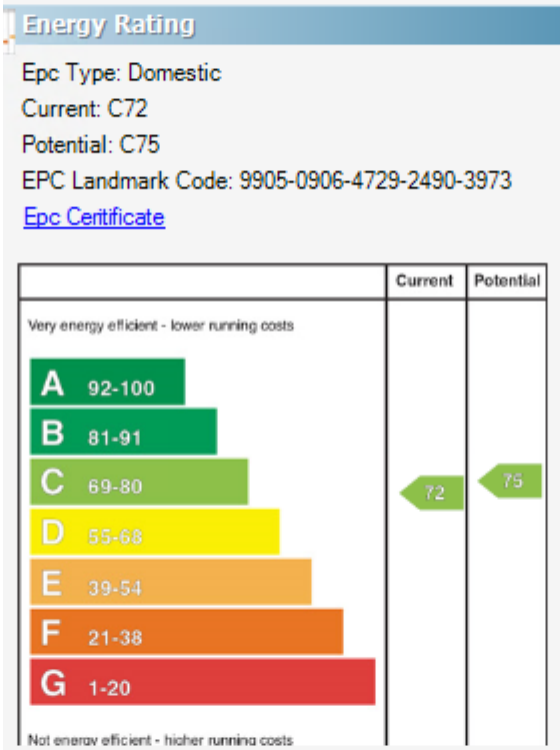 Energy Rating
Epc Type: Domestic
Current: C72
Potential: C75
EPC Landmark Code: 9905-0906-4729-2490-3973
Epc Ceritificate
Current Potential
Very energy efficient - lower running costs
A 92-100
B 81-91
C 69-80
72 75
D 55-68
E 39-54
F 21-38
G 1-20
Not energy efficient - higher running costs